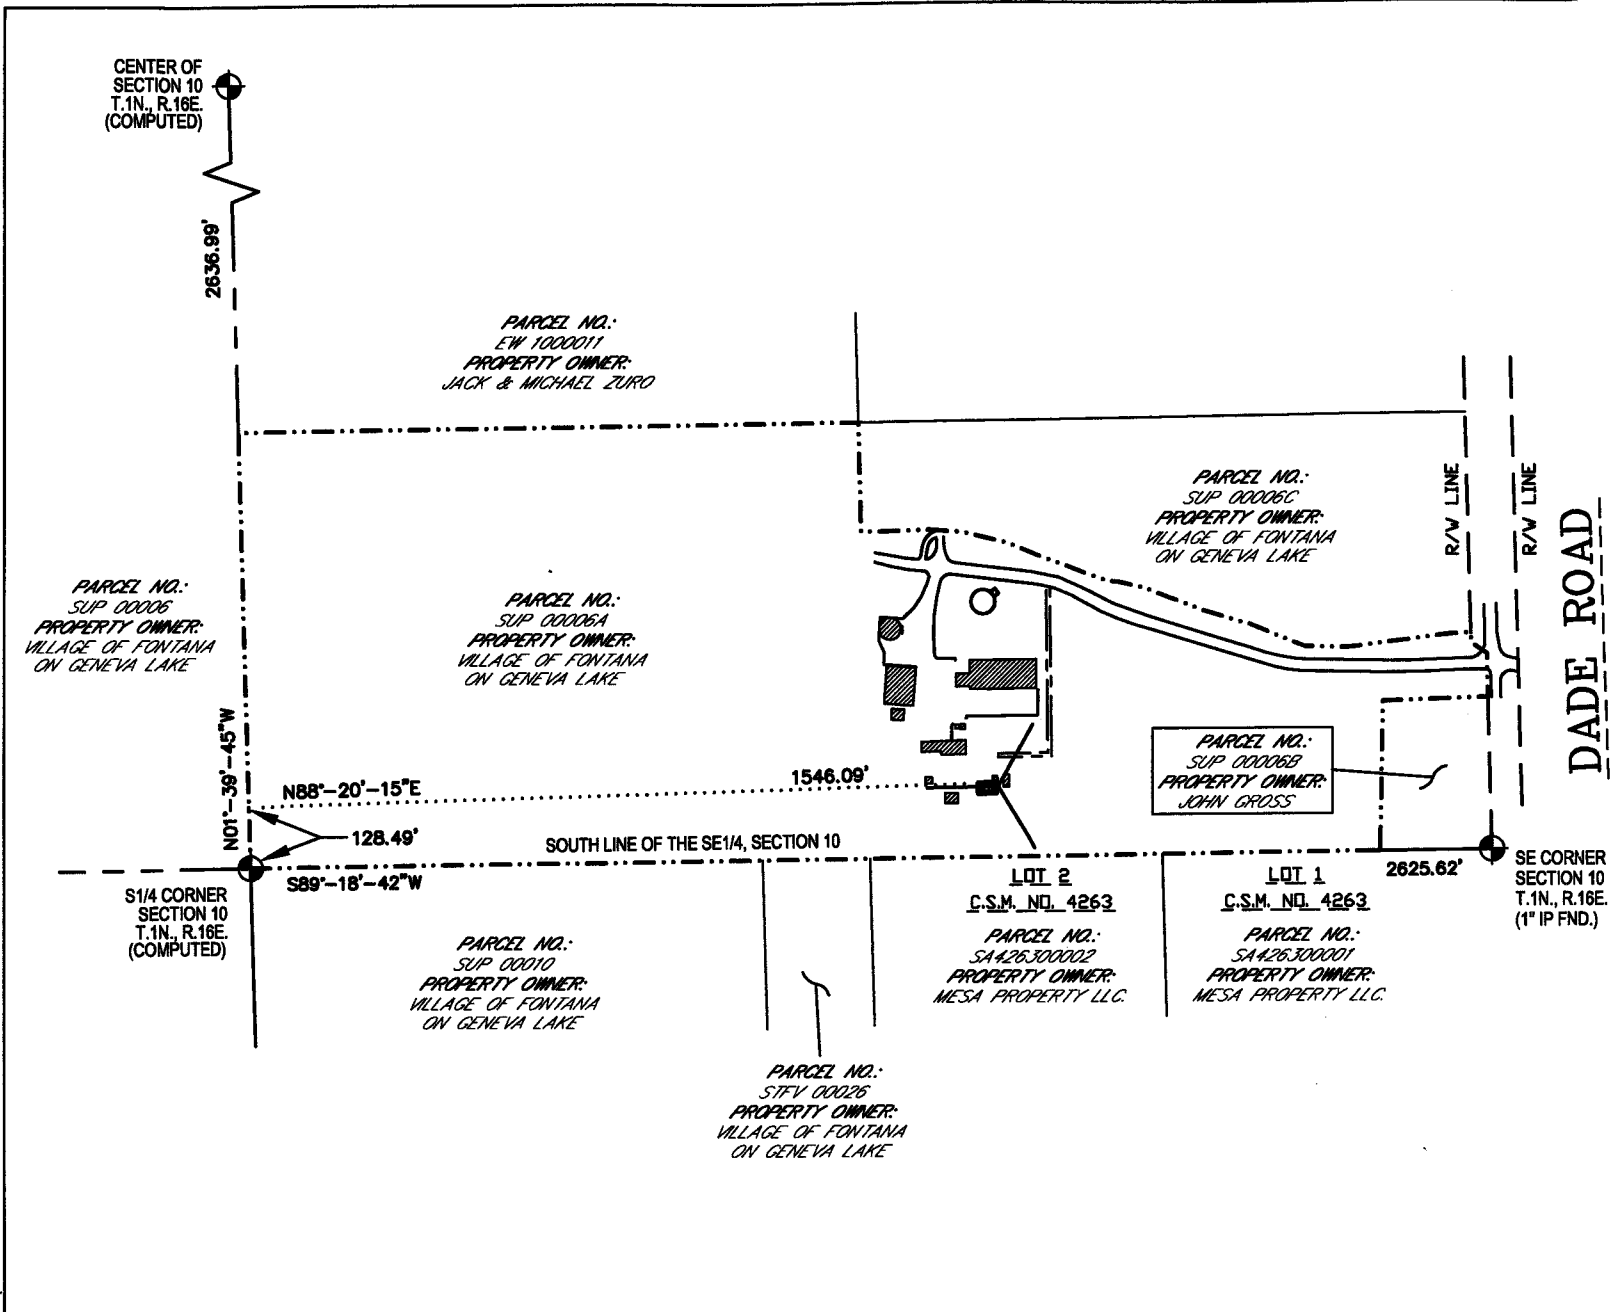 CENTER OF
SECTION 10
T.1N., R.16E.
(COMPUTED)
2636.99'
PARCEL NO.:
EW 1000011
PROPERTY OWNER:
JACK & MICHAEL ZURO
PARCEL NO.:
SUP 00006C
PROPERTY OWNER:
VILLAGE OF FONTANA
ON GENEVA LAKE
R/W LINE
R/W LINE
DADE ROAD
PARCEL NO.:
SUP 00006
PROPERTY OWNER:
VILLAGE OF FONTANA
ON GENEVA LAKE
PARCEL NO.:
SUP 00006A
PROPERTY OWNER:
VILLAGE OF FONTANA
ON GENEVA LAKE
N01°-39'-45"W
PARCEL NO.:
SUP 00006B
PROPERTY OWNER:
JOHN GROSS
N88°-20'-15"E
1546.09'
128.49'
SOUTH LINE OF THE SE1/4, SECTION 10
S89°-18'-42"W
2625.62'
SE CORNER
SECTION 10
T.1N., R.16E.
(1" IP FND.)
S1/4 CORNER
SECTION 10
T.1N., R.16E.
(COMPUTED)
LOT 2
C.S.M. NO. 4263
PARCEL NO.:
SA426300002
PROPERTY OWNER:
MESA PROPERTY LLC.
LOT 1
C.S.M. NO. 4263
PARCEL NO.:
SA426300001
PROPERTY OWNER:
MESA PROPERTY LLC.
PARCEL NO.:
SUP 00010
PROPERTY OWNER:
VILLAGE OF FONTANA
ON GENEVA LAKE
PARCEL NO.:
STFV 00026
PROPERTY OWNER:
VILLAGE OF FONTANA
ON GENEVA LAKE